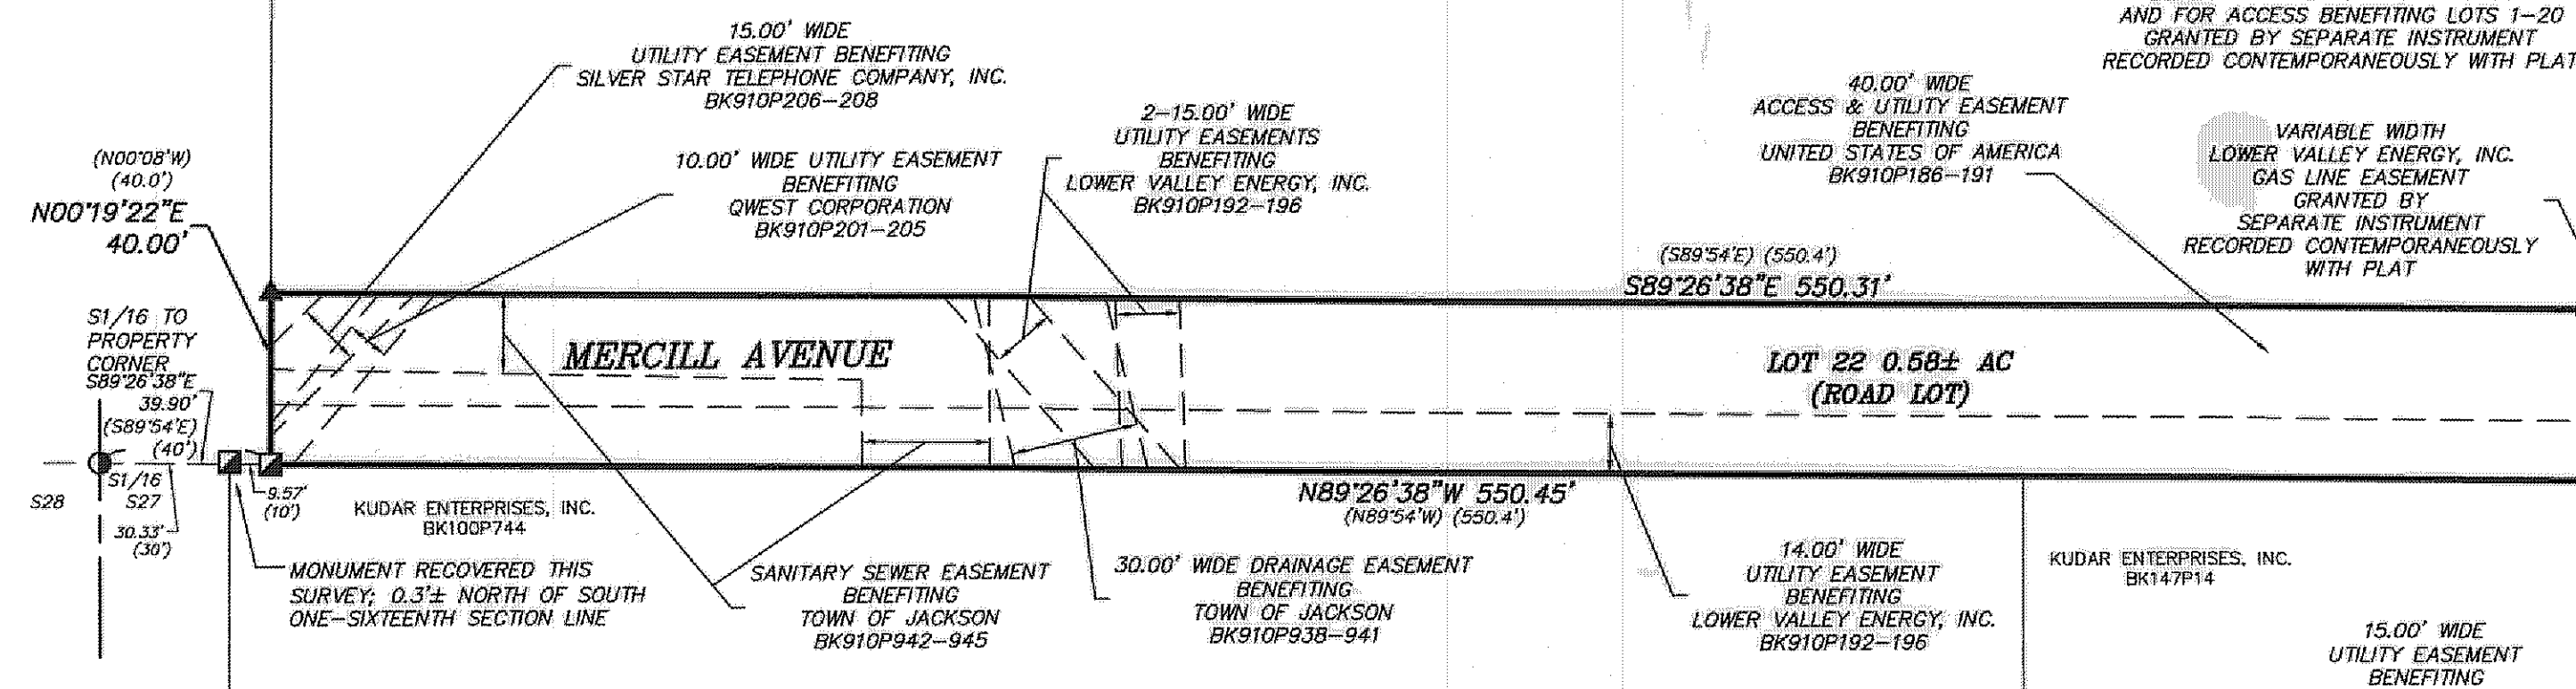 15.00' WIDE
UTILITY EASEMENT BENEFITING
SILVER STAR TELEPHONE COMPANY, INC.
BK910P206-208
10.00' WIDE UTILITY EASEMENT
BENEFITING
QWEST CORPORATION
BK910P201-205
2-15.00' WIDE
UTILITY EASEMENTS
BENEFITING
LOWER VALLEY ENERGY, INC.
BK910P192-196
40.00' WIDE
ACCESS & UTILITY EASEMENT
BENEFITING
UNITED STATES OF AMERICA
BK910P186-191
AND FOR ACCESS BENEFITING LOTS 1-20
GRANTED BY SEPARATE INSTRUMENT
RECORDED CONTEMPORANEOUSLY WITH PLAT
VARIABLE WIDTH
LOWER VALLEY ENERGY, INC.
GAS LINE EASEMENT
GRANTED BY
SEPARATE INSTRUMENT
RECORDED CONTEMPORANEOUSLY
WITH PLAT
(N00°08'W)
(40.0')
N00°19'22"E
40.00'
(S89°54'E) (550.4')
S89°26'38"E 550.31'
MERCILL AVENUE
LOT 22 0.58± AC
(ROAD LOT)
S1/16 TO
PROPERTY
CORNER
S89°26'38"E
39.90'
(S89°54'E)
(40')
S1/16
S28
S27
30.33'
(30')
9.57'
(10')
KUDAR ENTERPRISES, INC.
BK100P744
MONUMENT RECOVERED THIS
SURVEY; 0.3'± NORTH OF SOUTH
ONE-SIXTEENTH SECTION LINE
SANITARY SEWER EASEMENT
BENEFITING
TOWN OF JACKSON
BK910P942-945
N89°26'38"W 550.45'
(N89°54'W) (550.4')
30.00' WIDE DRAINAGE EASEMENT
BENEFITING
TOWN OF JACKSON
BK910P938-941
14.00' WIDE
UTILITY EASEMENT
BENEFITING
LOWER VALLEY ENERGY, INC.
BK910P192-196
KUDAR ENTERPRISES, INC.
BK147P14
15.00' WIDE
UTILITY EASEMENT
BENEFITING